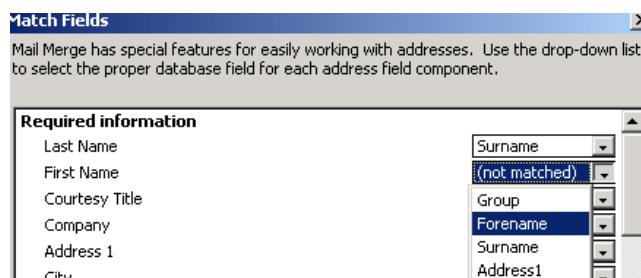 Match Fields
Mail Merge has special features for easily working with addresses. Use the drop-down list
to select the proper database field for each address field component.
Required information
Last Name Surname
First Name (not matched)
Courtesy Title Group
Company Forename
Surname
Address 1 Address1
City